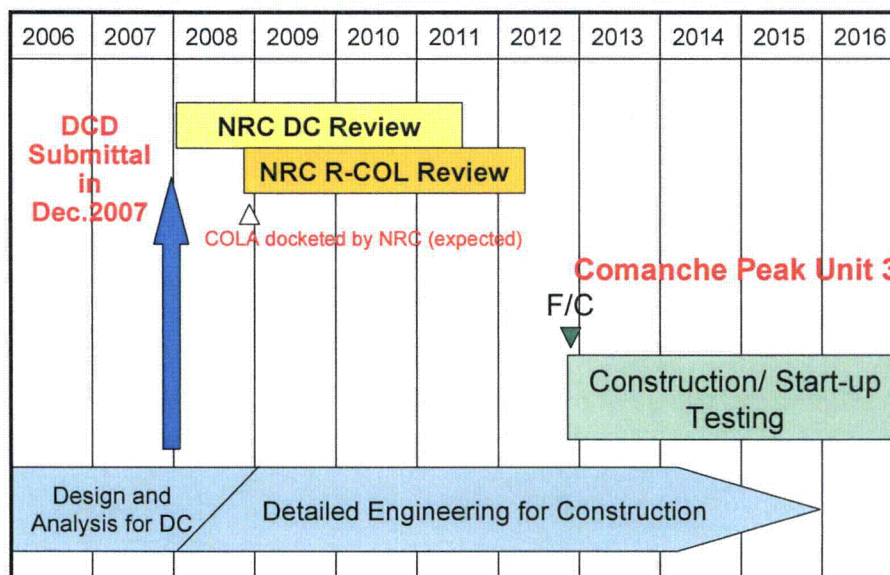 2006 2007 2008 2009 2010 2011 2012 2013 2014 2015 2016
DCD
Submittal
in
Dec.2007
NRC DC Review
NRC R-COL Review
COLA docketed by NRC (expected)
Comanche Peak Unit 3
F/C
Construction/ Start-up
Testing
Design and
Analysis for DC
Detailed Engineering for Construction